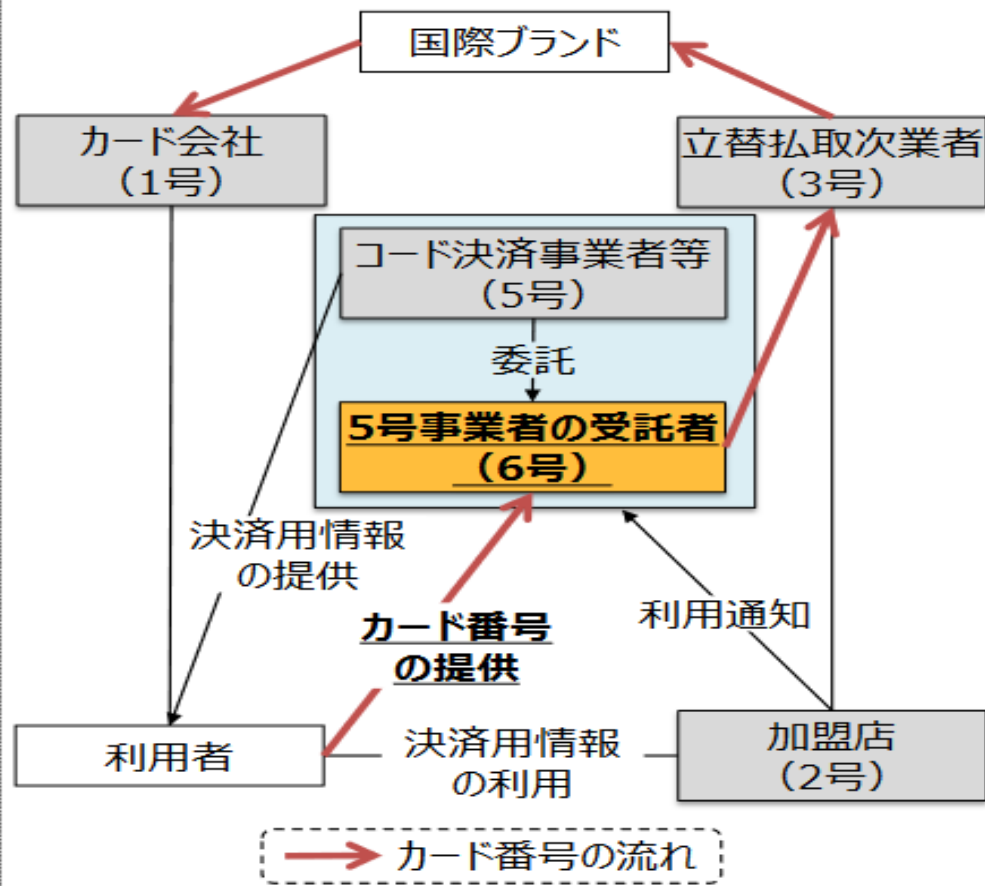 国際ブランド
カード会社
（1号）
立替払取次業者
（3号）
コード決済事業者等
（5号）
委託
5号事業者の受託者
（6号）
決済用情報
の提供
カード番号
の提供
利用通知
利用者
決済用情報
の利用
加盟店
（2号）
カード番号の流れ